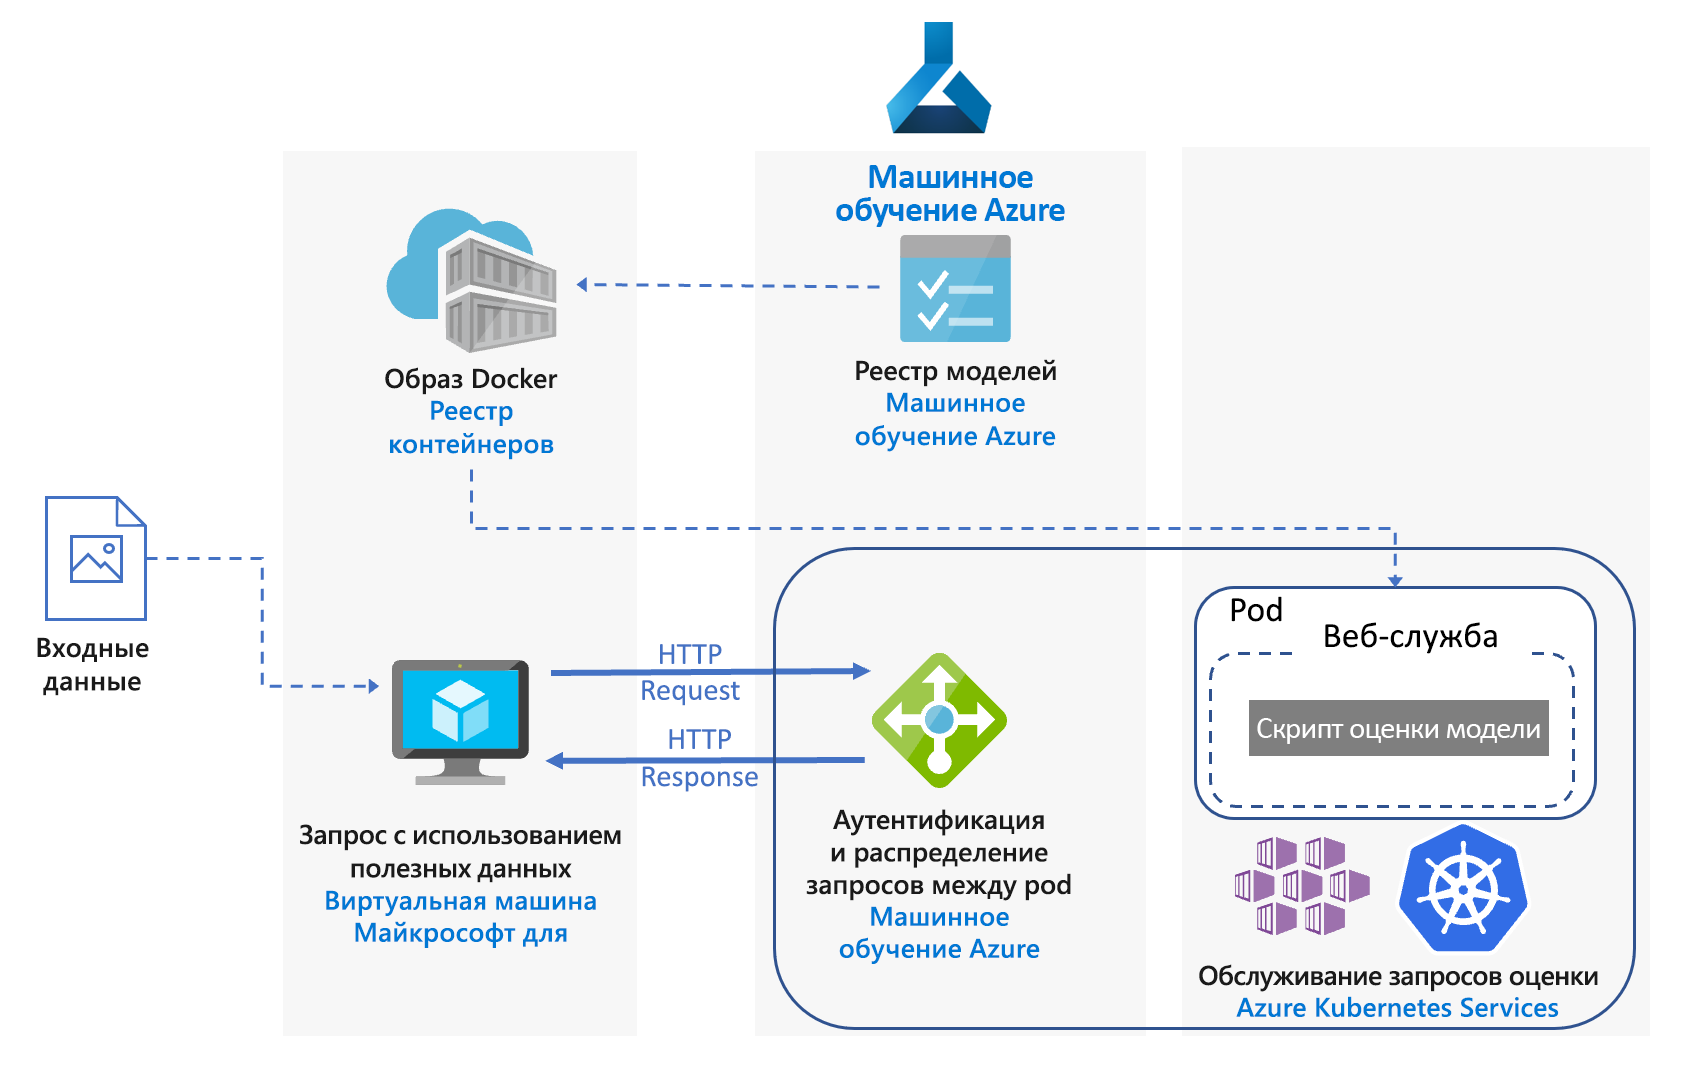 Машинное
обучение Azure
Образ Docker
Реестр
контейнеров
Реестр моделей
Машинное
обучение Azure
Входные
данные
HTTP
Request
HTTP
Response
Pod
Веб-служба
Скрипт оценки модели
Запрос с использованием
полезных данных
Виртуальная машина
Майкрософт для
Аутентификация
и распределение
запросов между pod
Машинное
обучение Azure
Обслуживание запросов оценки
Azure Kubernetes Services